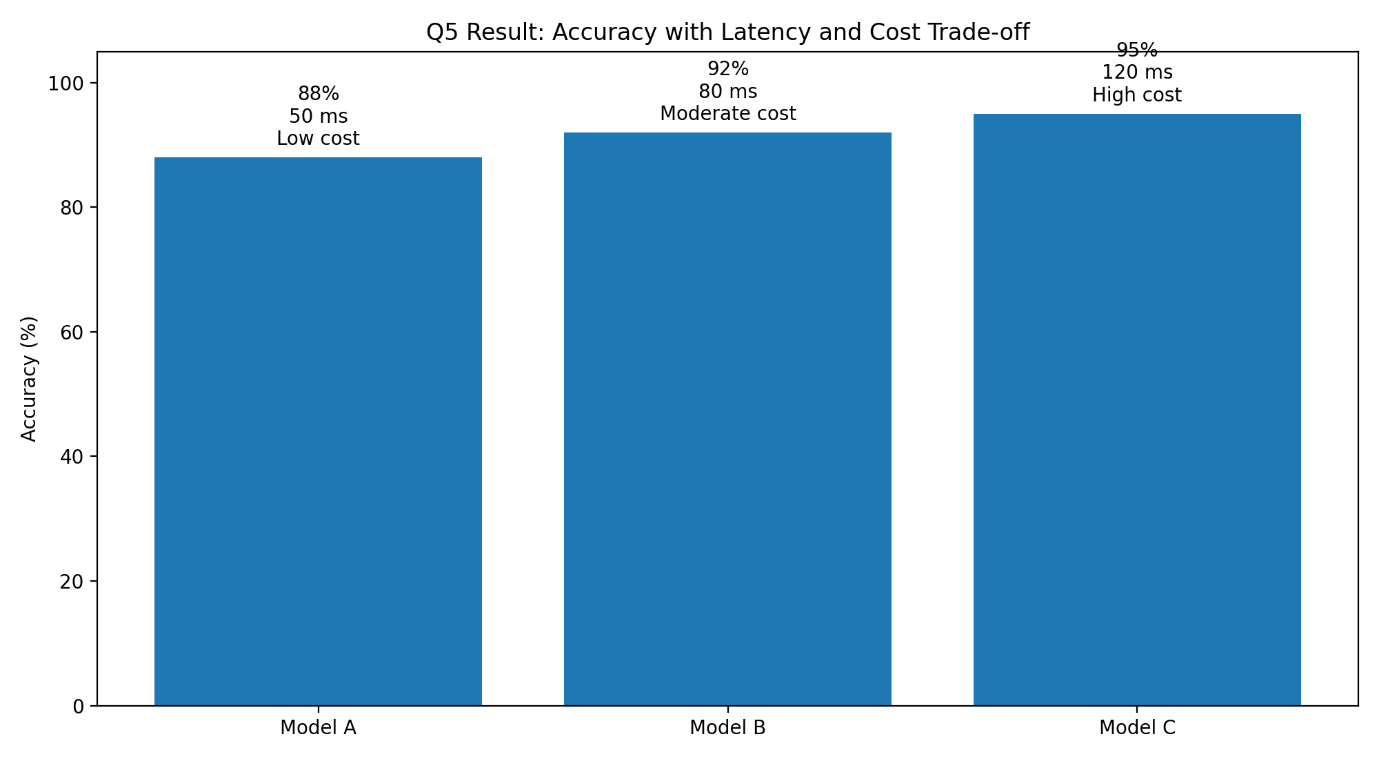 Q5 Result: Accuracy with Latency and Cost Trade-off
95%
120 ms
High cost
92%
80 ms
Moderate cost
88%
50 ms
Low cost
100
80
60
40
20
0
Accuracy (%)
Model A
Model B
Model C